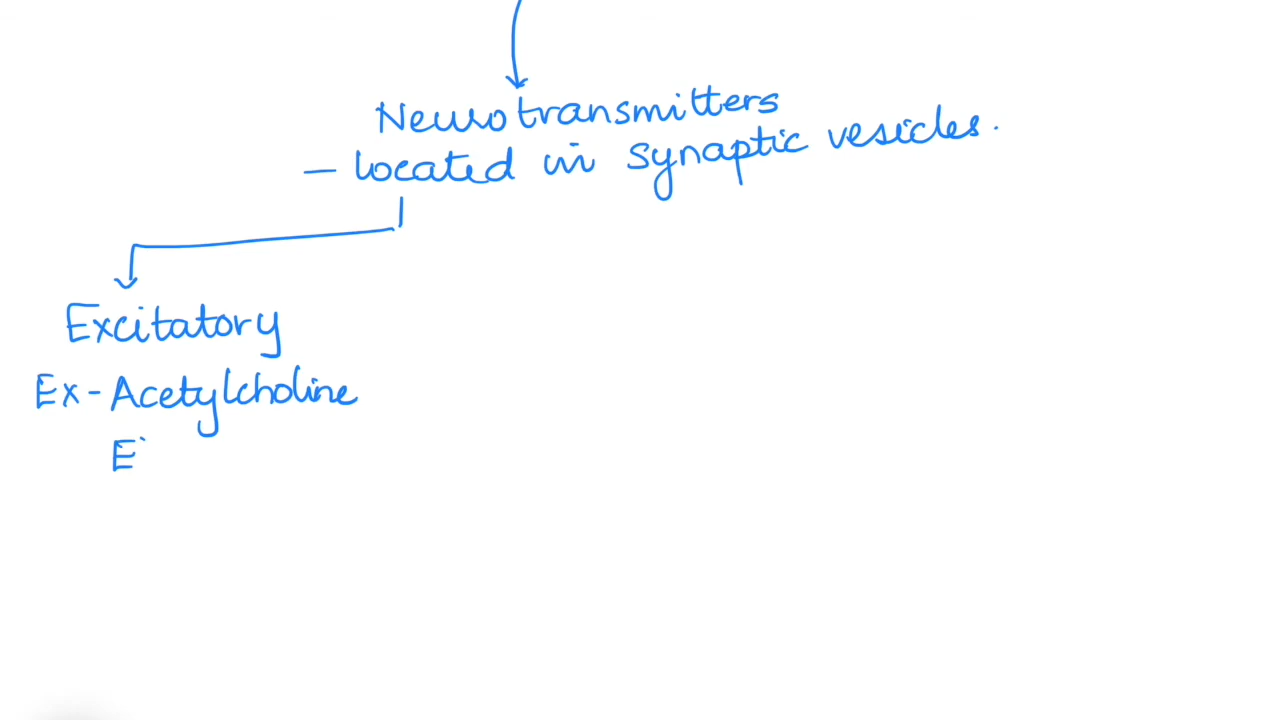 Neurotransmitters
– located in synaptic vesicles.
Excitatory
Ex - Acetylcholine
E